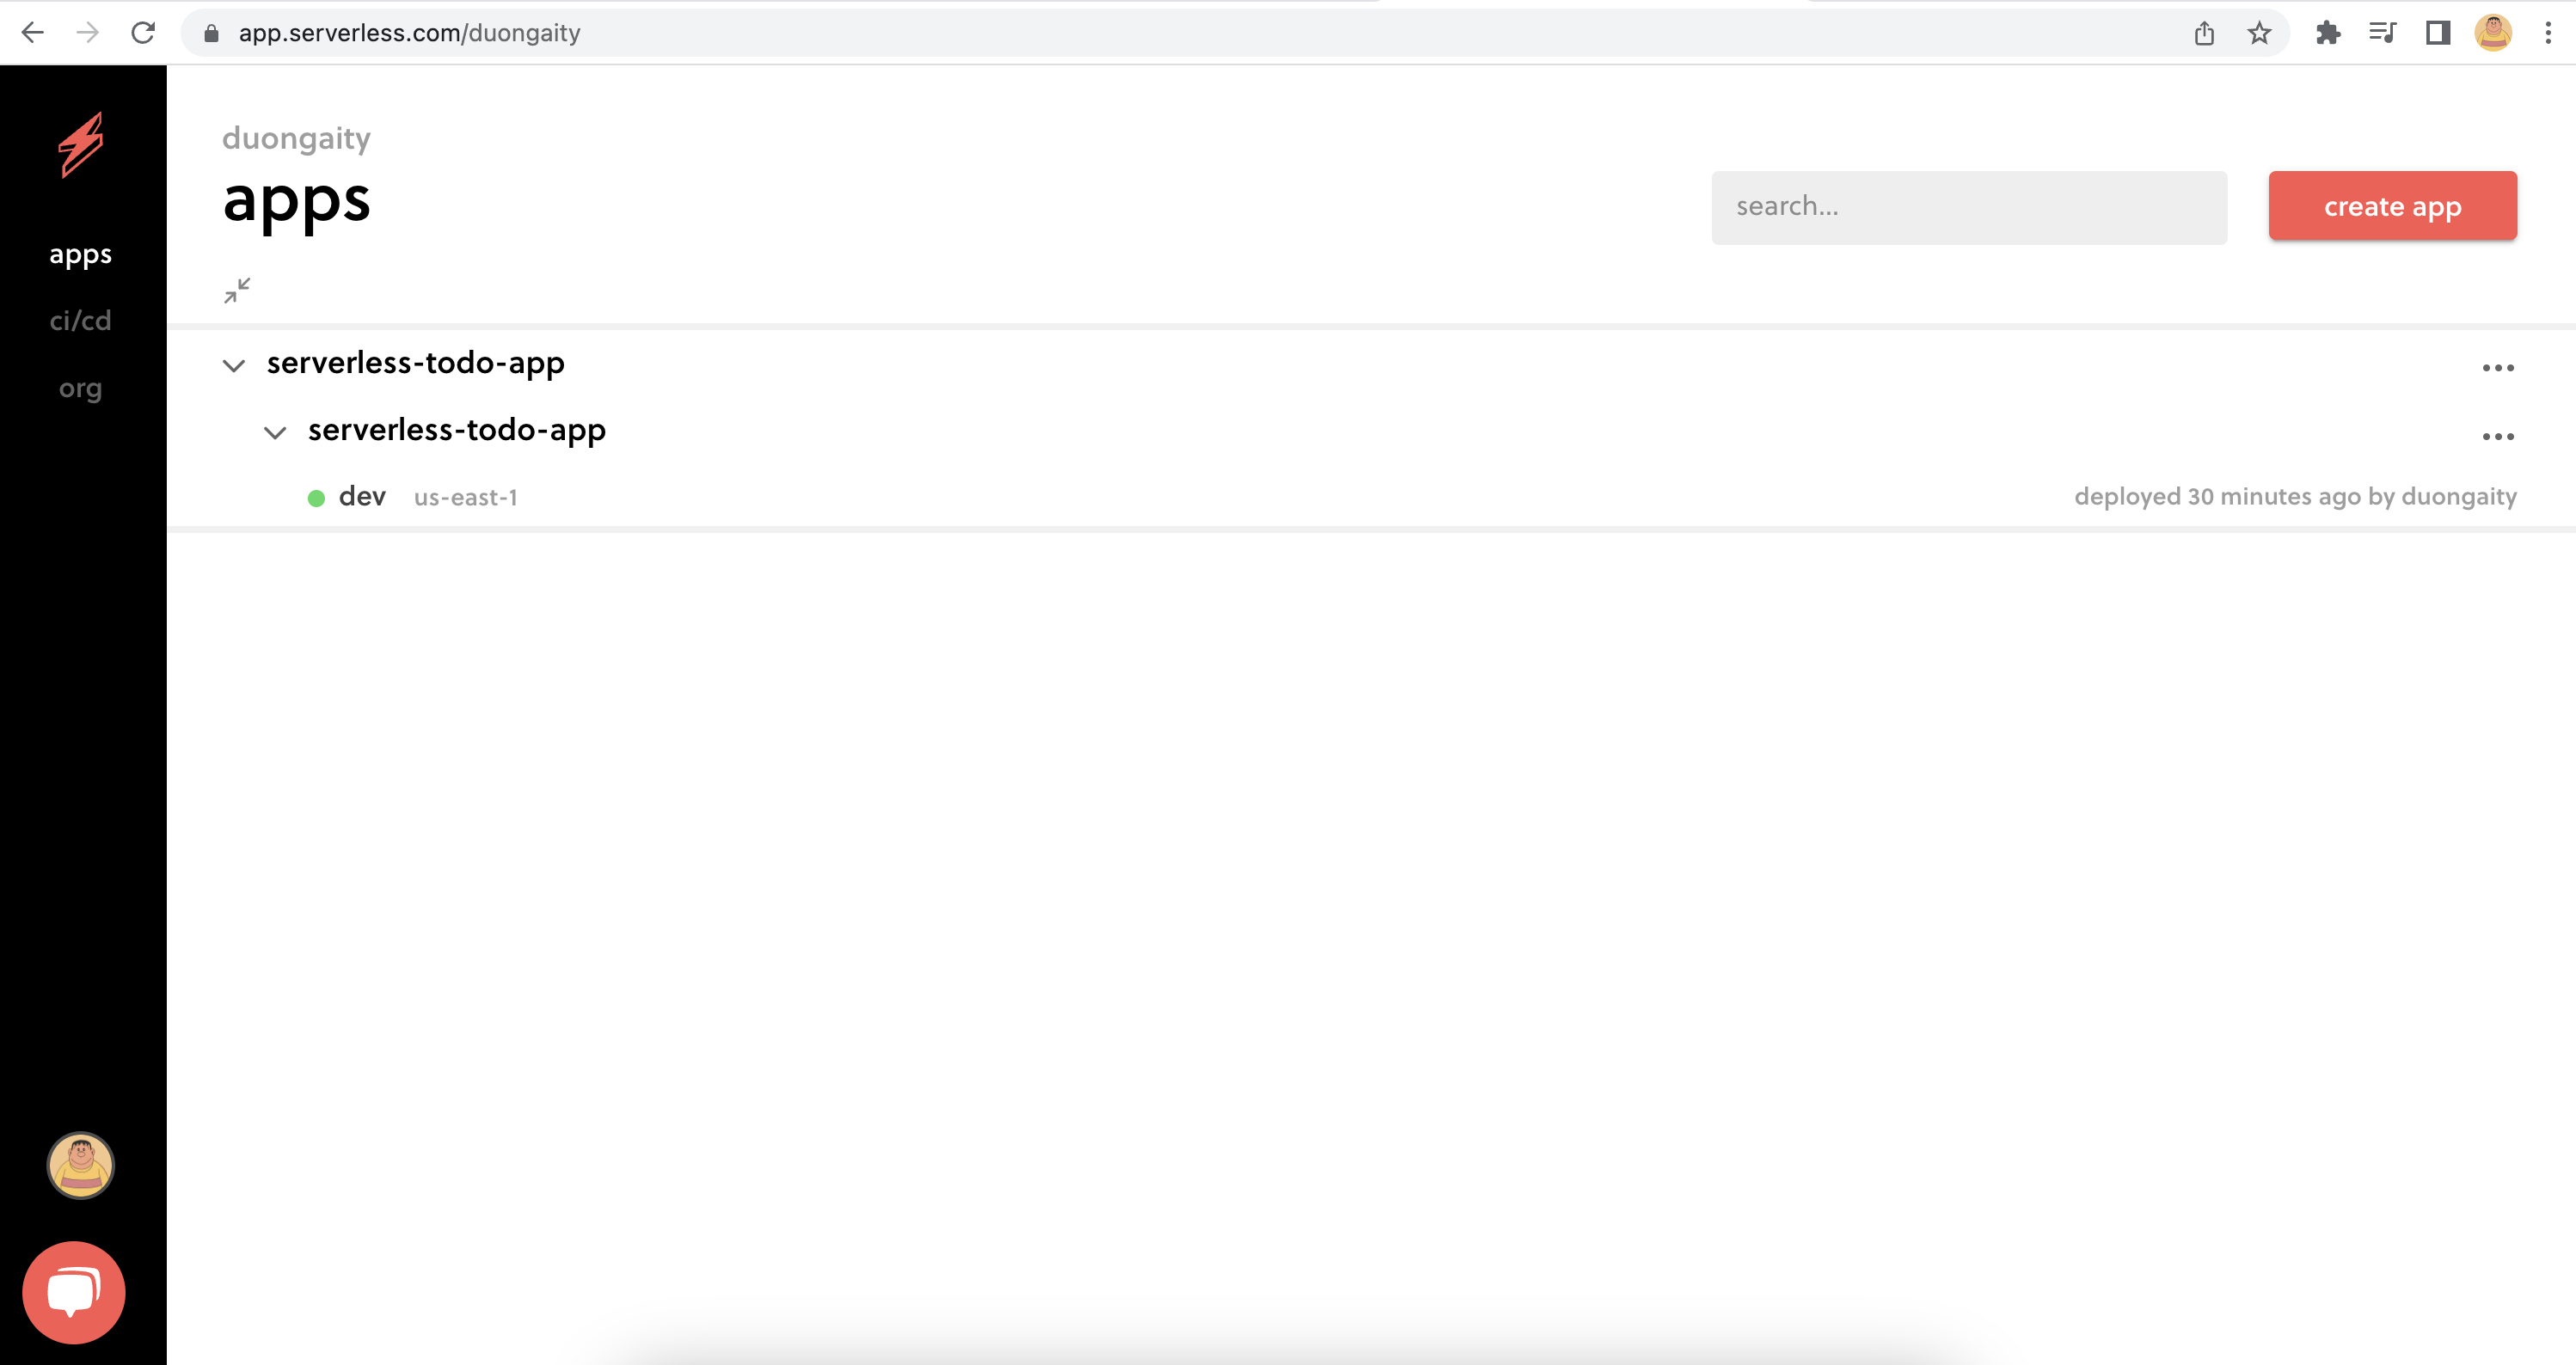 app.serverless.com/duongaity
duongaity
apps
search...
create app
apps
ci/cd
org
serverless-todo-app
serverless-todo-app
dev us-east-1 deployed 30 minutes ago by duongaity